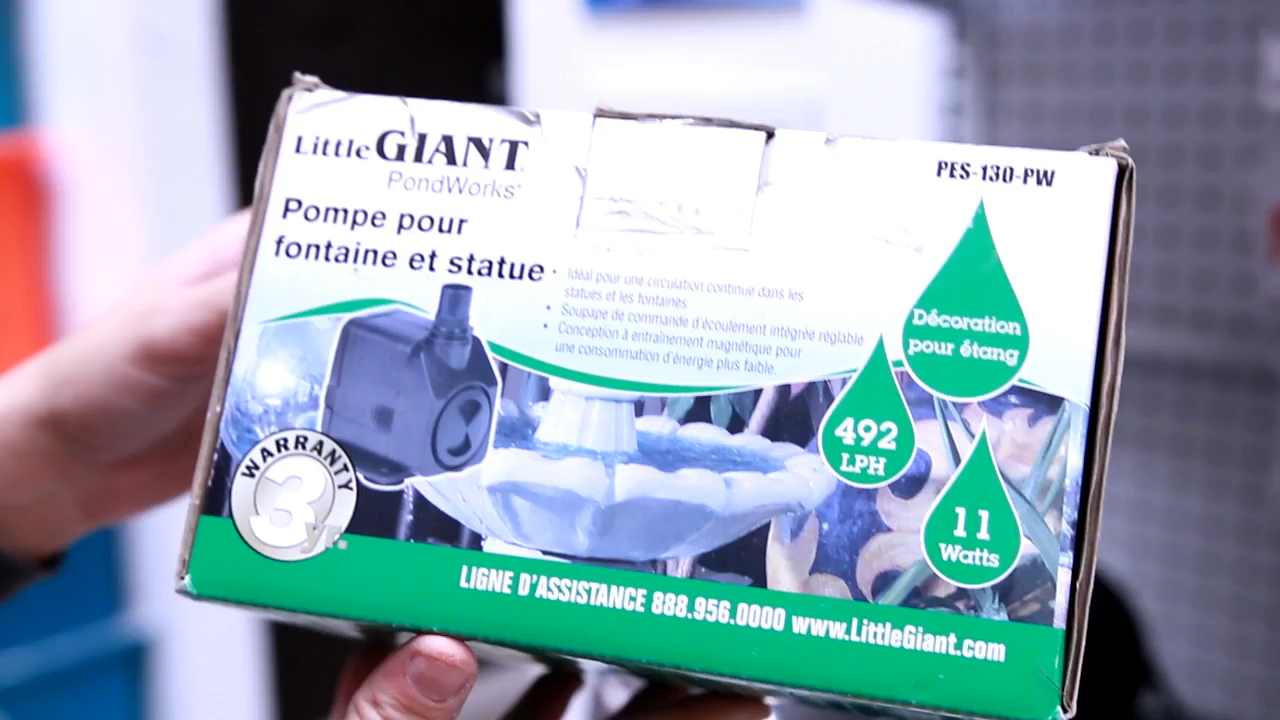 Little GIANT
PondWorks
PES-130-PW
Pompe pour
fontaine et statue
• Idéal pour une circulation continue dans les
statues et les fontaines
• Soupape de commande d'écoulement intégrée réglable
• Conception à entraînement magnétique pour
une consommation d'énergie plus faible.
Décoration
pour étang
492
LPH
11
Watts
WARRANTY
3
yr.
LIGNE D'ASSISTANCE 888.956.0000 www.LittleGiant.com